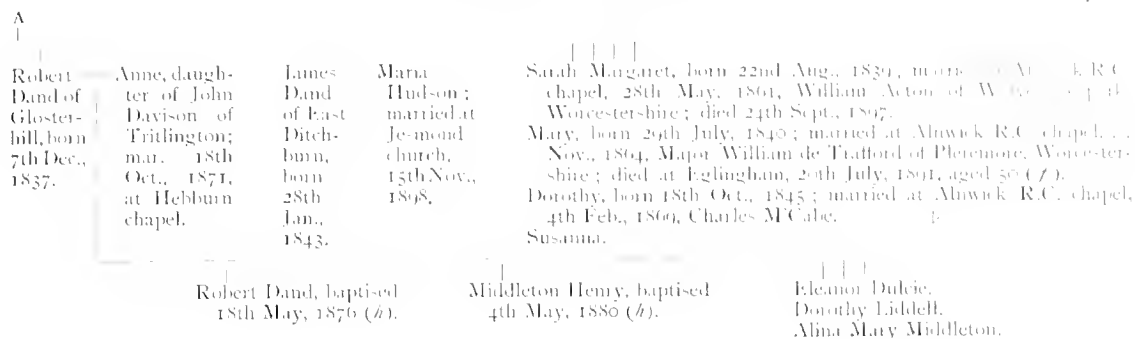 A
Robert
Dand of
Gloster-
hill, born
7th Dec.,
1837.
Anne, daugh-
ter of John
Davison of
Tritlington;
mar. 18th
Oct., 1871,
at Hebburn
chapel.
James
Dand
of East
Ditch-
burn,
born
28th
Jan.,
1843.
Maria
Hudson;
married at
Jesmond
church,
15th Nov.,
1898.
Sarah Margaret, born 22nd Aug., 1839; R.C.
chapel, 28th May, 1861, William Acton of
Worcestershire; died 24th Sept., 1897.
Mary, born 29th July, 1840; married at Alnwick R.C. chapel, . .
Nov., 1864, Major William de Trafford of Worcester-
shire; died at Eglingham, 20th July, 1891, aged 50 (f).
Dorothy, born 18th Oct., 1845; married at Alnwick R.C. chapel,
4th Feb., 1869, Charles M'Cabe.
Susanna.
Robert Dand, baptised
18th May, 1876 (h).
Middleton Henry, baptised
4th May, 1880 (h).
Eleanor Dulcie.
Dorothy Liddell.
Alina Mary Middleton.